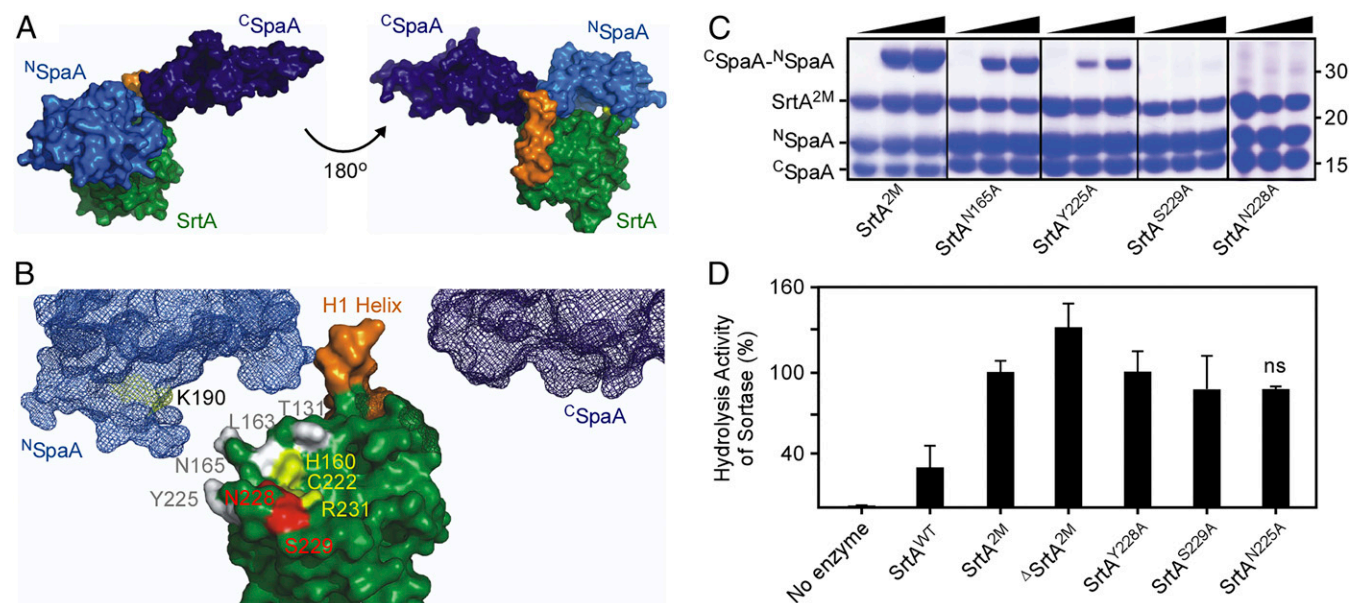 A
CSpaA
NSpaA
SrtA
180º
CSpaA
NSpaA
SrtA
B
H1 Helix
K190
NSpaA
CSpaA
T131
L163
N165
H160
C222
Y225
N228
R231
S229
C
CSpaA-NSpaA
SrtA2M
NSpaA
CSpaA
30
20
15
SrtA2M
SrtAN165A
SrtAY225A
SrtAS229A
SrtAN228A
D
Hydrolysis Activity
of Sortase (%)
160
100
40
ns
No enzyme
SrtAWT
SrtA2M
ΔSrtA2M
SrtAY228A
SrtAS229A
SrtAN225A